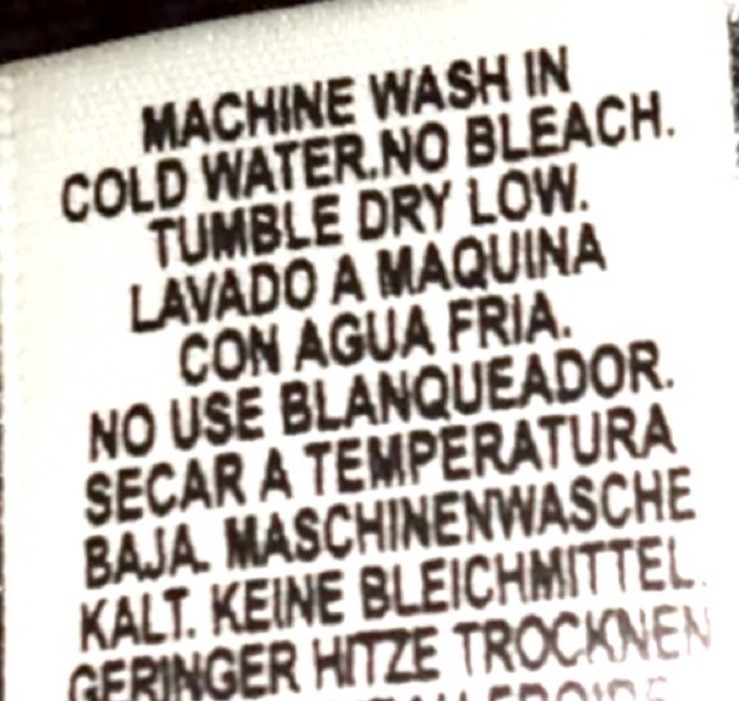 MACHINE WASH IN
COLD WATER.NO BLEACH.
TUMBLE DRY LOW.
LAVADO A MAQUINA
CON AGUA FRIA.
NO USE BLANQUEADOR.
SECAR A TEMPERATURA
BAJA. MASCHINENWASCHE
KALT. KEINE BLEICHMITTEL.
GERINGER HITZE TROCKNEN